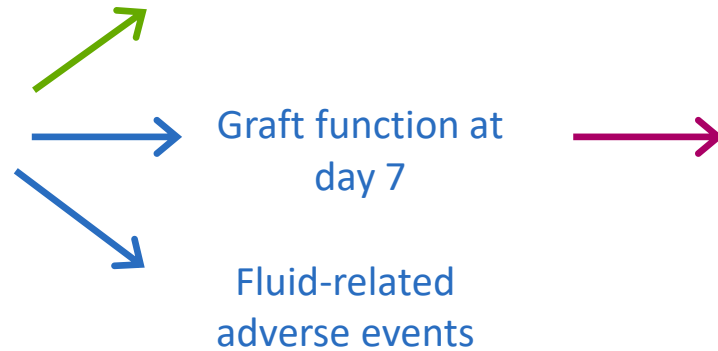 Graft function at
day 7
Fluid-related
adverse events